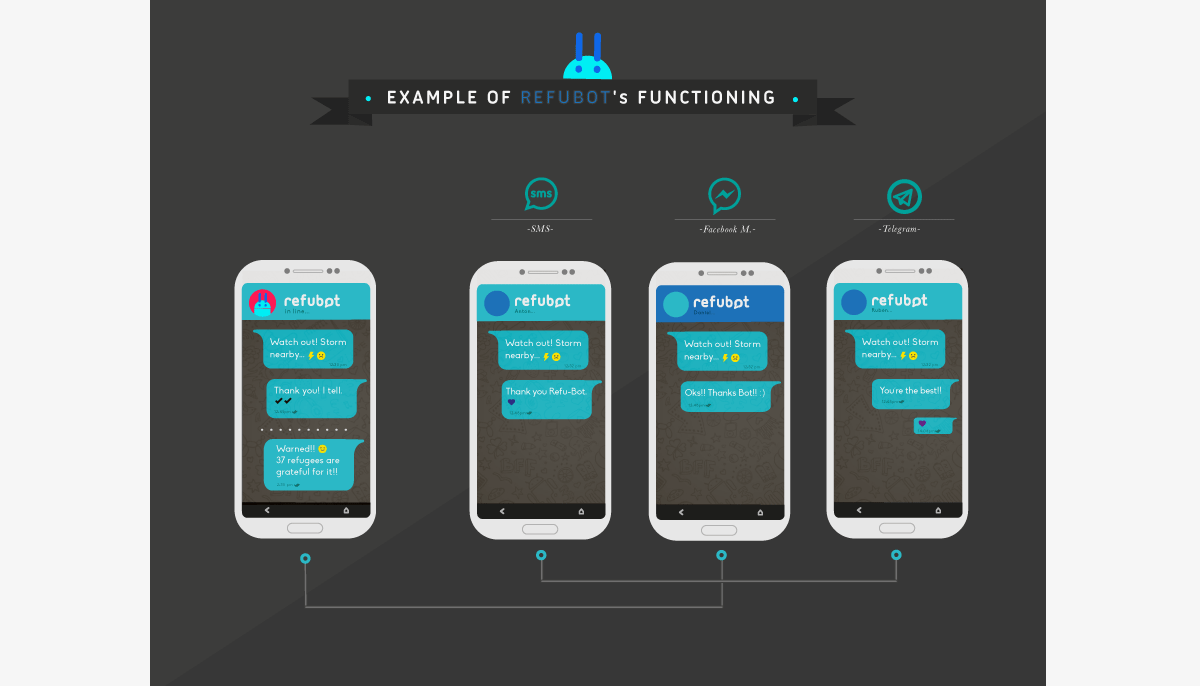 EXAMPLE OF REFUBOT's FUNCTIONING
sms
-SMS-
-Facebook M.-
-Telegram-
refubot
In line...
Watch out! Storm
nearby...
Thank you! I tell.
Warned!!
37 refugees are
grateful for it!!
refubot
Anton...
Watch out! Storm
nearby...
Thank you Refu-Bot.
refubot
Daniel
Watch out! Storm
nearby...
Oks!! Thanks Bot!! :)
refubot
Ruben...
Watch out! Storm
nearby...
You're the best!!